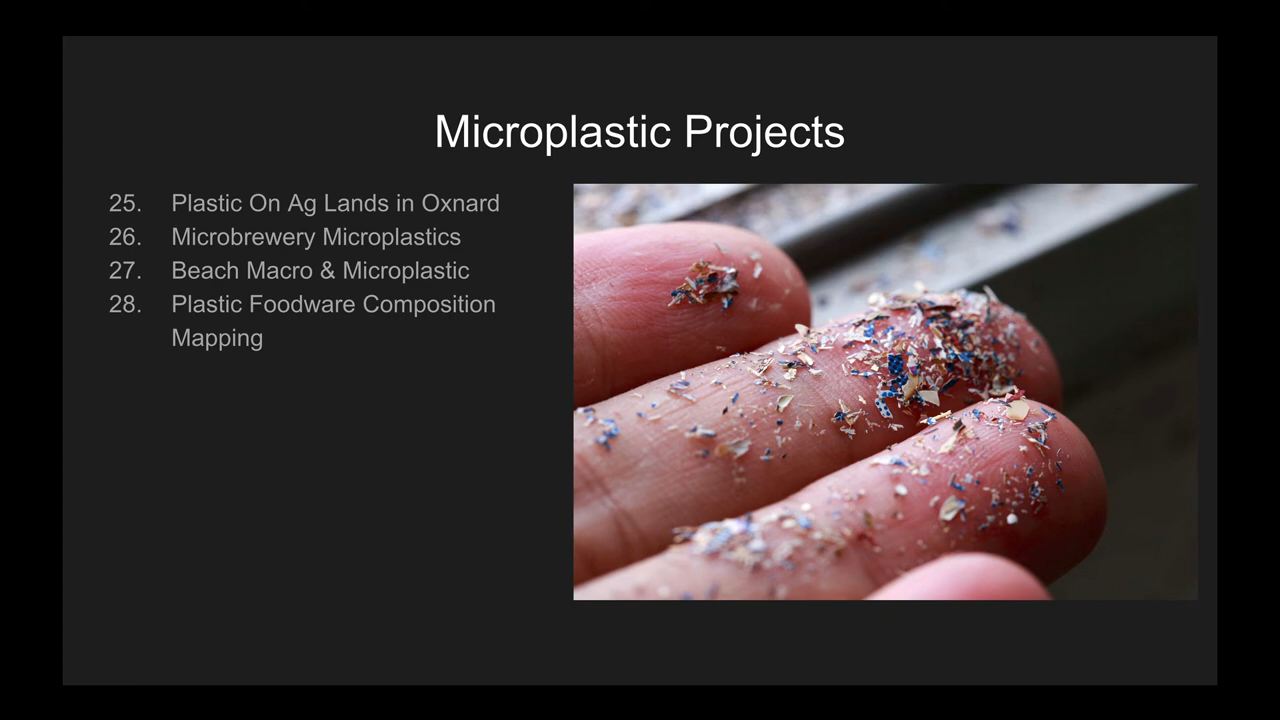 Microplastic Projects
25. Plastic On Ag Lands in Oxnard
26. Microbrewery Microplastics
27. Beach Macro & Microplastic
28. Plastic Foodware Composition
Mapping